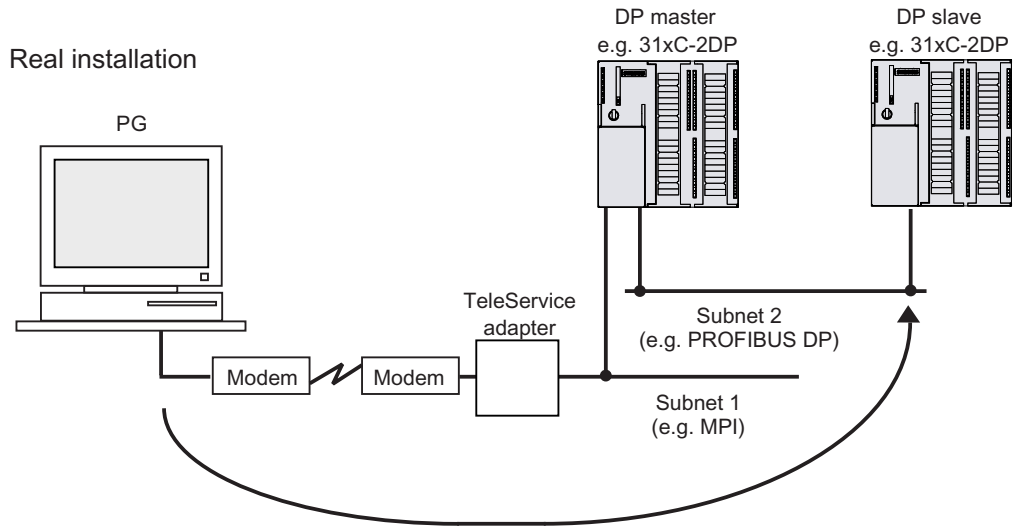 DP master
e.g. 31xC-2DP
DP slave
e.g. 31xC-2DP
Real installation
PG
TeleService
adapter
Subnet 2
(e.g. PROFIBUS DP)
Modem
Modem
Subnet 1
(e.g. MPI)